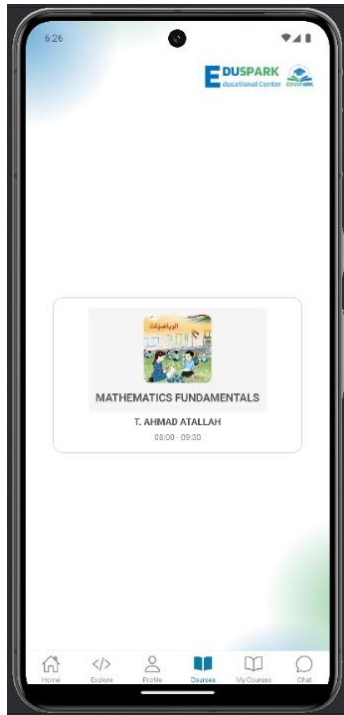 6:26
EDUSPARK
Educational Center
EDUSPARK
الرياضيات
MATHEMATICS FUNDAMENTALS
T. AHMAD ATALLAH
08:00 - 09:30
Home
Explore
Profile
Courses
My Courses
Chat